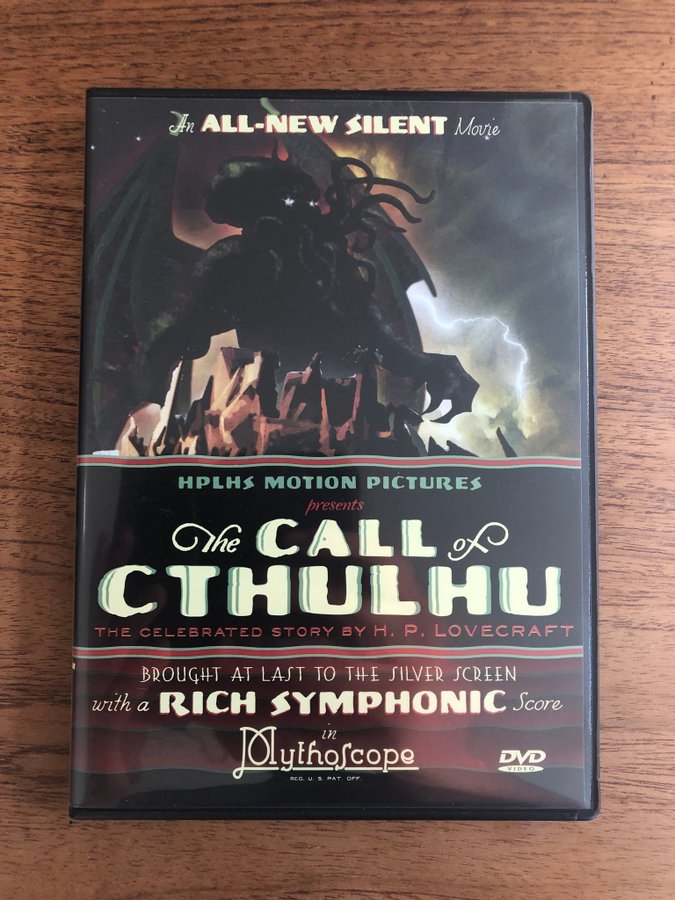 An ALL-NEW SILENT Movie
HPLHS MOTION PICTURES
presents
The CALL of
CTHULHU
THE CELEBRATED STORY BY H. P. LOVECRAFT
BROUGHT AT LAST TO THE SILVER SCREEN
with a RICH SYMPHONIC Score
in
Mythoscope
REG. U. S. PAT. OFF.
DVD
VIDEO